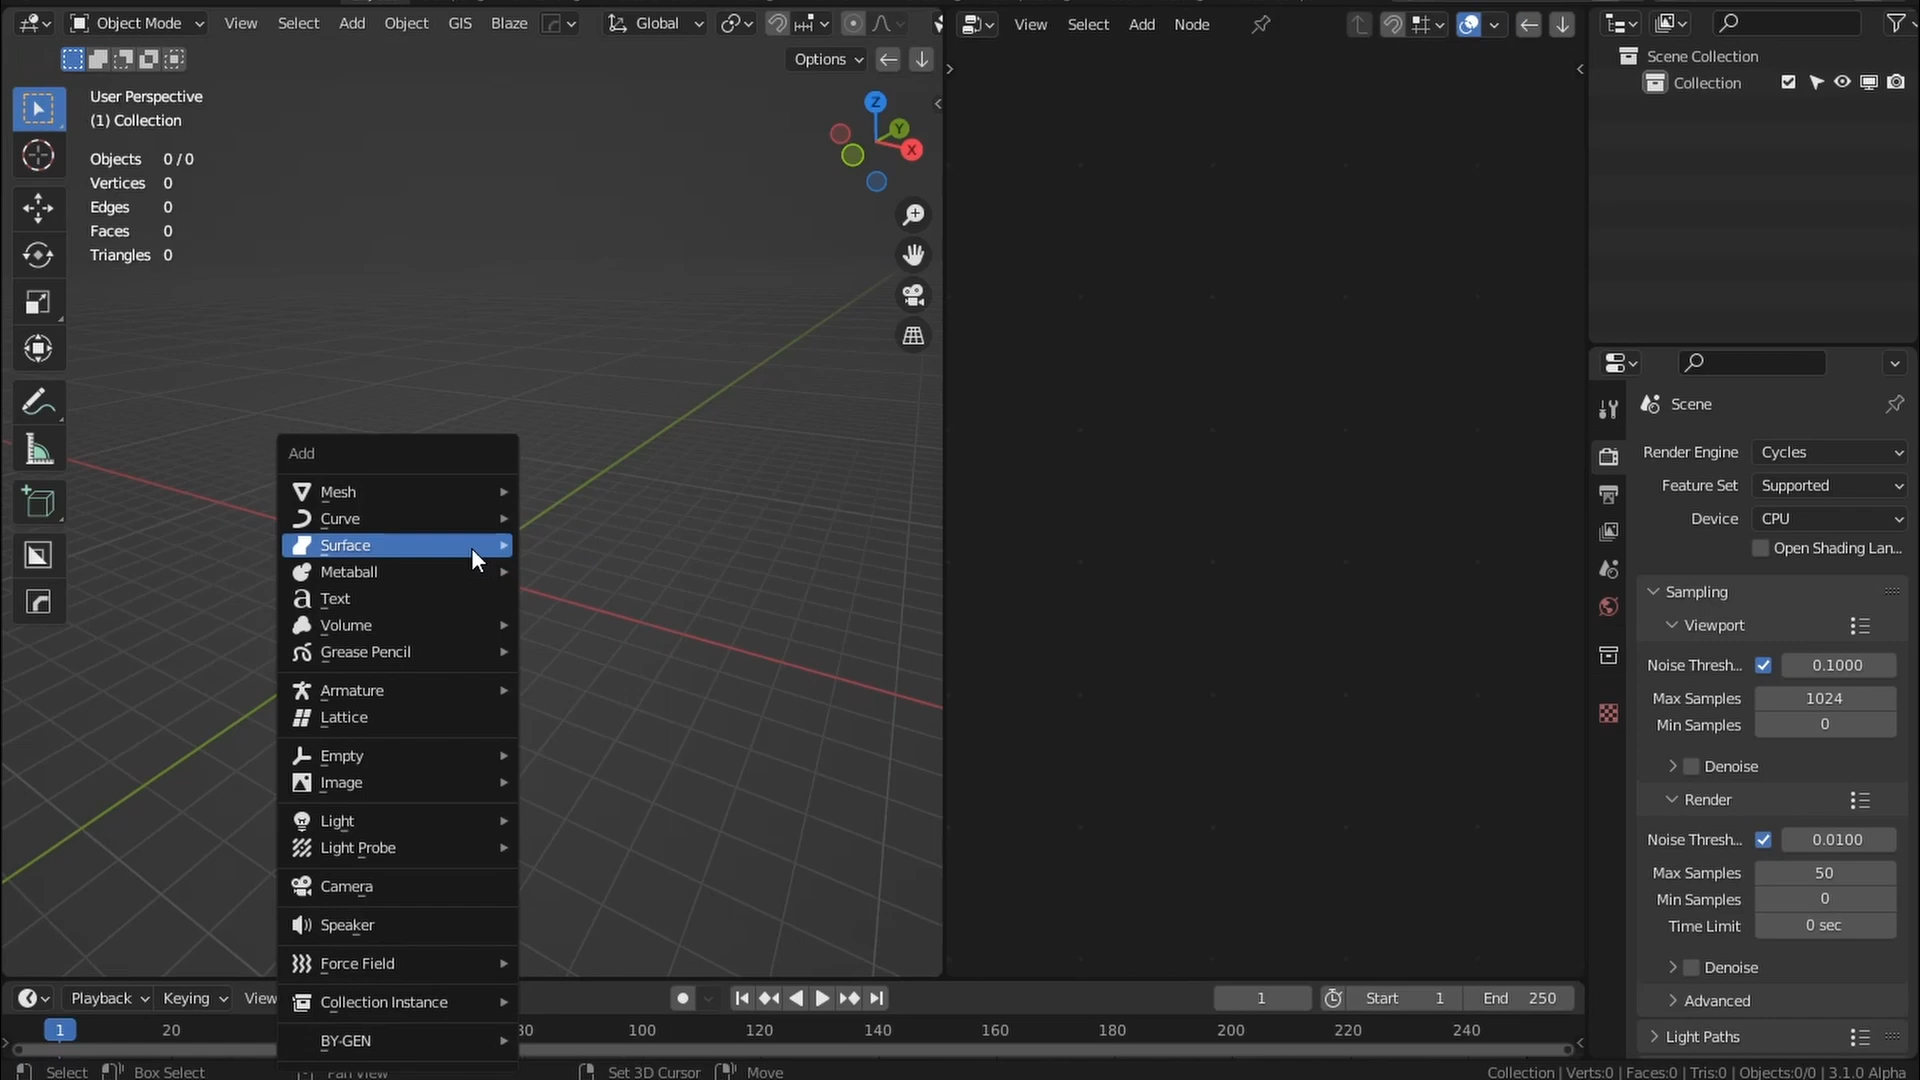 Object Mode View Select Add Object GIS Blaze Global
View Select Add Node
Options
User Perspective
(1) Collection
Objects 0 / 0
Vertices 0
Edges 0
Faces 0
Triangles 0
Z
Y
X
Add
Mesh
Curve
Surface
Metaball
Text
Volume
Grease Pencil
Armature
Lattice
Empty
Image
Light
Light Probe
Camera
Speaker
Force Field
Collection Instance
BY-GEN
Scene Collection
Collection
Scene
Render Engine Cycles
Feature Set Supported
Device CPU
Open Shading Lan...
Sampling
Viewport
Noise Thresh... 0.1000
Max Samples 1024
Min Samples 0
Denoise
Render
Noise Thresh... 0.0100
Max Samples 50
Min Samples 0
Time Limit 0 sec
Denoise
Advanced
Light Paths
Playback Keying View
1 Start 1 End 250
1 20 80 100 120 140 160 180 200 220 240
Select Box Select Pan View Set 3D Cursor Move
Collection | Verts:0 | Faces:0 | Tris:0 | Objects:0/0 | 3.1.0 Alpha